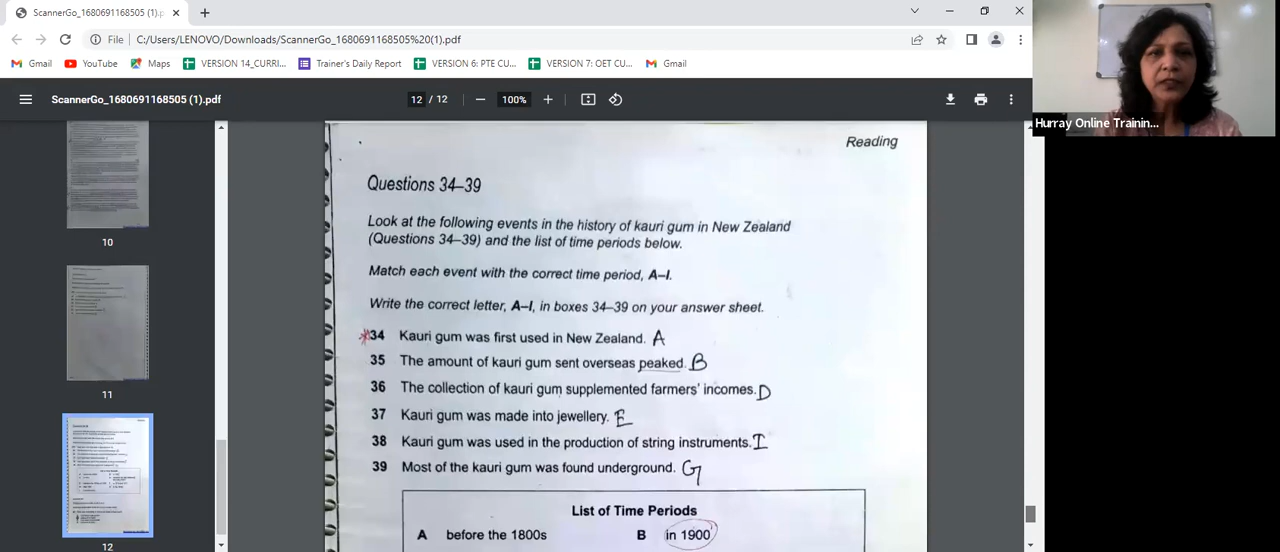 ScannerGo_1680691168505 (1).p
File
C:/Users/LENOVO/Downloads/ScannerGo_1680691168505%20(1).pdf
Gmail
YouTube
Maps
VERSION 14_CURRI...
Trainer's Daily Report
VERSION 6: PTE CU...
VERSION 7: OET CU...
Gmail
ScannerGo_1680691168505 (1).pdf
12 / 12
100%
Hurray Online Trainin...
10
11
12
Reading
Questions 34–39
Look at the following events in the history of kauri gum in New Zealand
(Questions 34–39) and the list of time periods below.
Match each event with the correct time period, A–I.
Write the correct letter, A–I, in boxes 34–39 on your answer sheet.
*34 Kauri gum was first used in New Zealand. A
35 The amount of kauri gum sent overseas peaked. B
36 The collection of kauri gum supplemented farmers' incomes. D
37 Kauri gum was made into jewellery. E
38 Kauri gum was used in the production of string instruments. I
39 Most of the kauri gum was found underground. G
List of Time Periods
A before the 1800s B in 1900